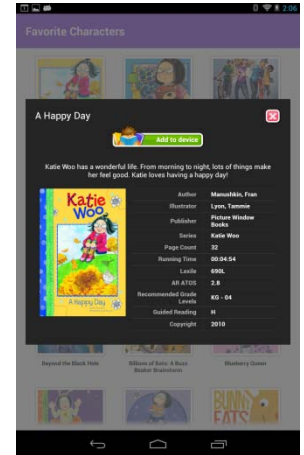 2:06
Favorite Characters
A Happy Day
Add to device
Katie Woo has a wonderful life. From morning to night, lots of things make
her feel good. Katie loves having a happy day!
Katie
Woo
A Happy Day
Author Manushkin, Fran
Illustrator Lyon, Tammie
Publisher Picture Window
Books
Series Katie Woo
Page Count 32
Running Time 00:04:54
Lexile 690L
AR ATOS 2.8
Recommended Grade
Levels KG - 04
Guided Reading H
Copyright 2010
Beyond the Black Hole
Billions of Bats: A Buzz
Beaker Brainstorm
Blueberry Queen
BUNNY
EATS